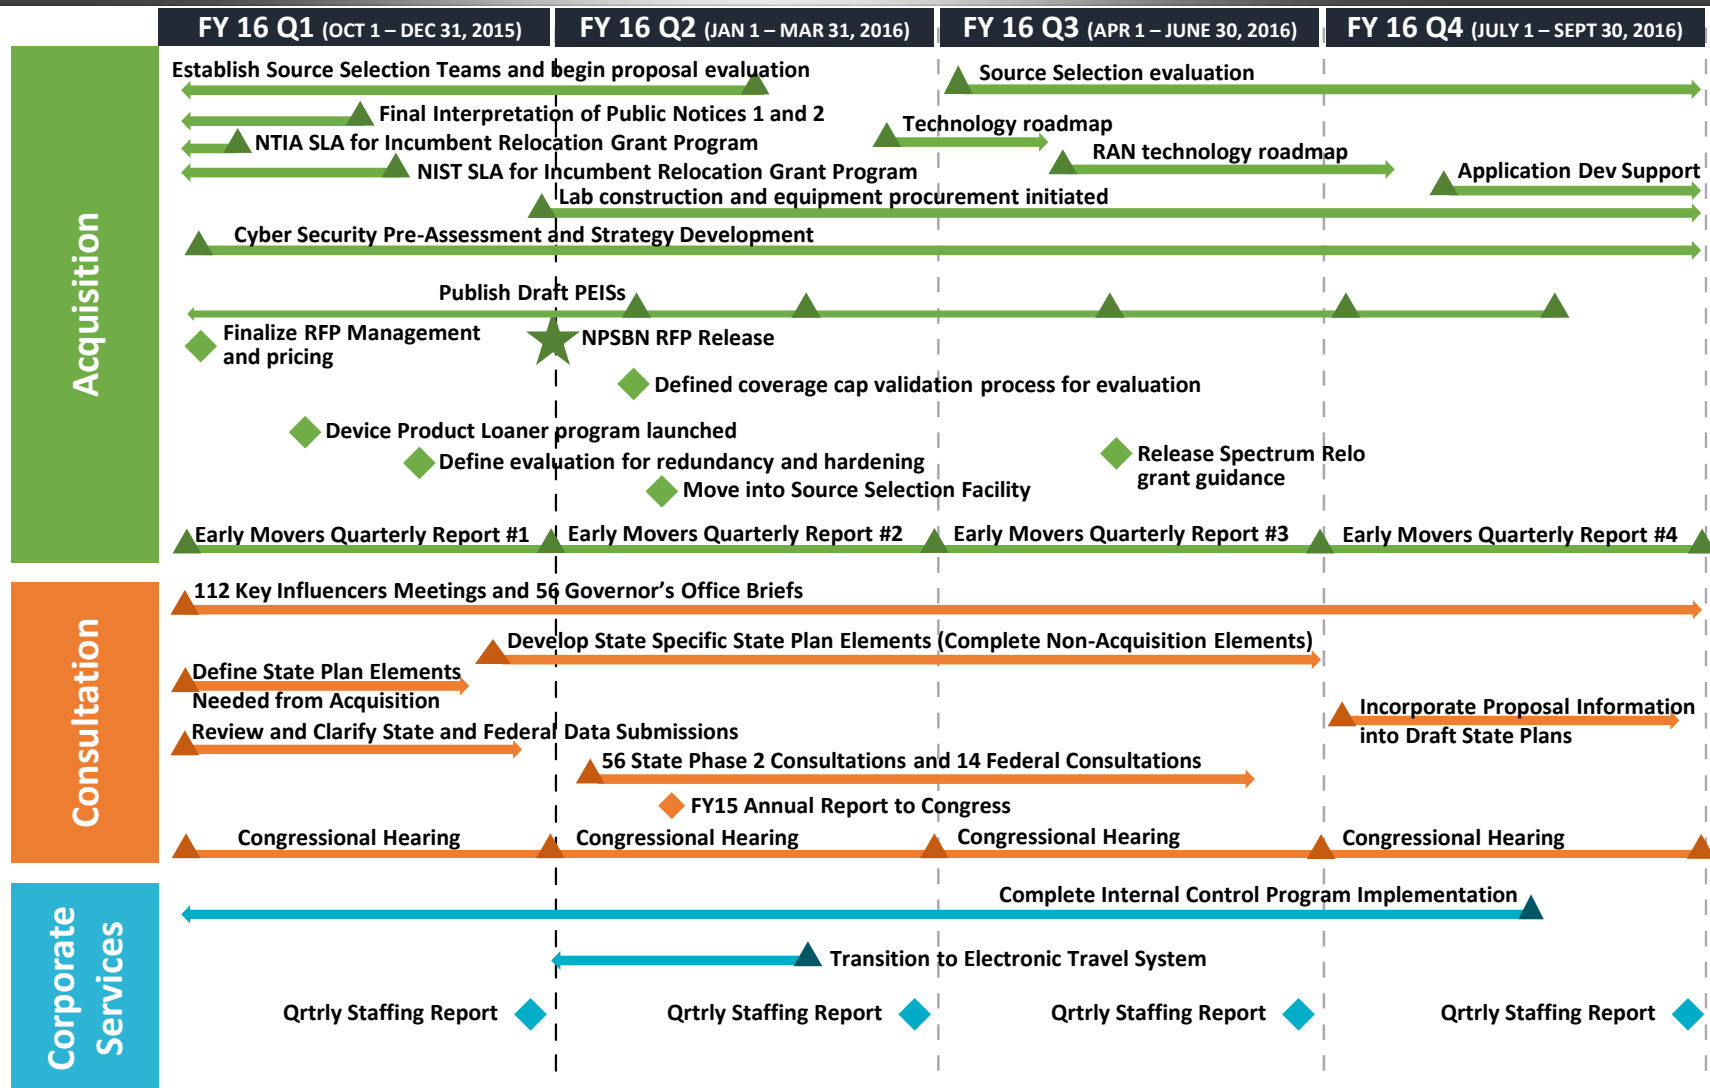 FY 16 Q1 (OCT 1 – DEC 31, 2015)
FY 16 Q2 (JAN 1 – MAR 31, 2016)
FY 16 Q3 (APR 1 – JUNE 30, 2016)
FY 16 Q4 (JULY 1 – SEPT 30, 2016)
Acquisition
Establish Source Selection Teams and begin proposal evaluation
Source Selection evaluation
Final Interpretation of Public Notices 1 and 2
Technology roadmap
NTIA SLA for Incumbent Relocation Grant Program
RAN technology roadmap
NIST SLA for Incumbent Relocation Grant Program
Application Dev Support
Lab construction and equipment procurement initiated
Cyber Security Pre-Assessment and Strategy Development
Publish Draft PEISs
Finalize RFP Management
and pricing
NPSBN RFP Release
Defined coverage cap validation process for evaluation
Device Product Loaner program launched
Define evaluation for redundancy and hardening
Release Spectrum Relo
grant guidance
Move into Source Selection Facility
Early Movers Quarterly Report #1
Early Movers Quarterly Report #2
Early Movers Quarterly Report #3
Early Movers Quarterly Report #4
Consultation
112 Key Influencers Meetings and 56 Governor’s Office Briefs
Develop State Specific State Plan Elements (Complete Non-Acquisition Elements)
Define State Plan Elements
Needed from Acquisition
Incorporate Proposal Information
into Draft State Plans
Review and Clarify State and Federal Data Submissions
56 State Phase 2 Consultations and 14 Federal Consultations
FY15 Annual Report to Congress
Congressional Hearing
Congressional Hearing
Congressional Hearing
Congressional Hearing
Corporate
Services
Complete Internal Control Program Implementation
Transition to Electronic Travel System
Qrtrly Staffing Report
Qrtrly Staffing Report
Qrtrly Staffing Report
Qrtrly Staffing Report